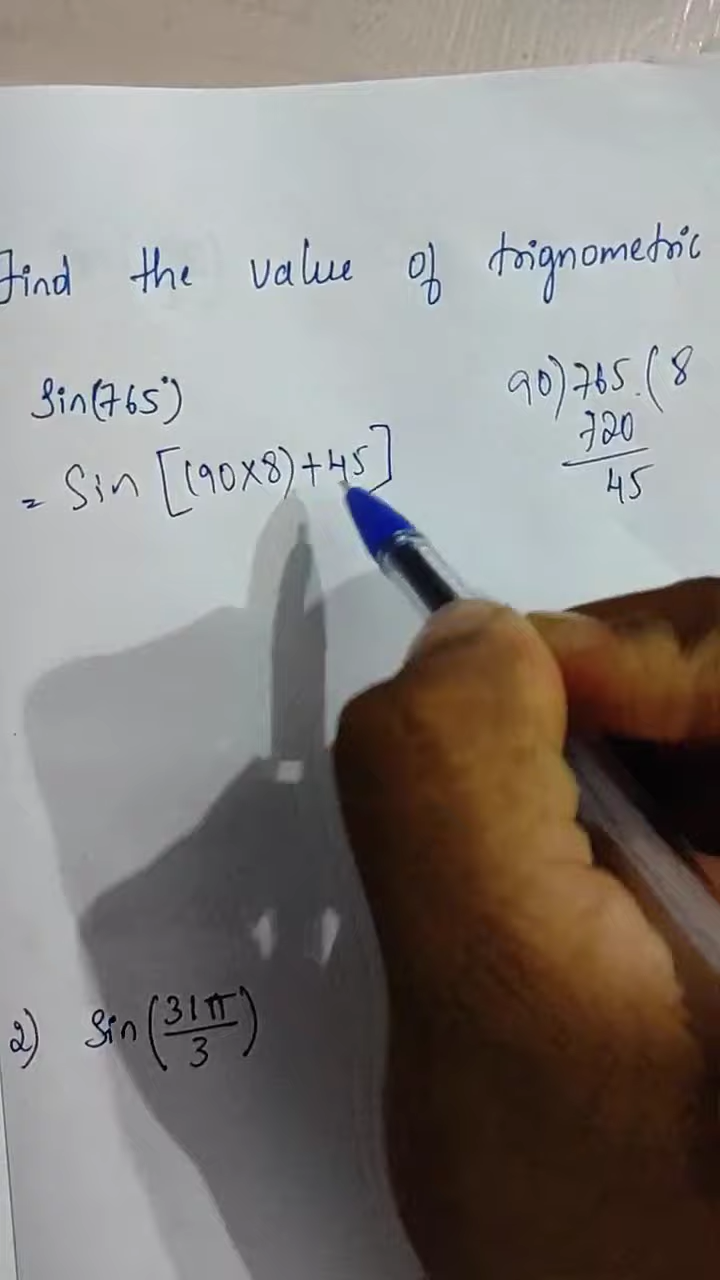 Find the value of trignometric
Sin(765°)
= Sin [(90×8)+45]
90)765.(8
720
45
2) Sin(31π/3)